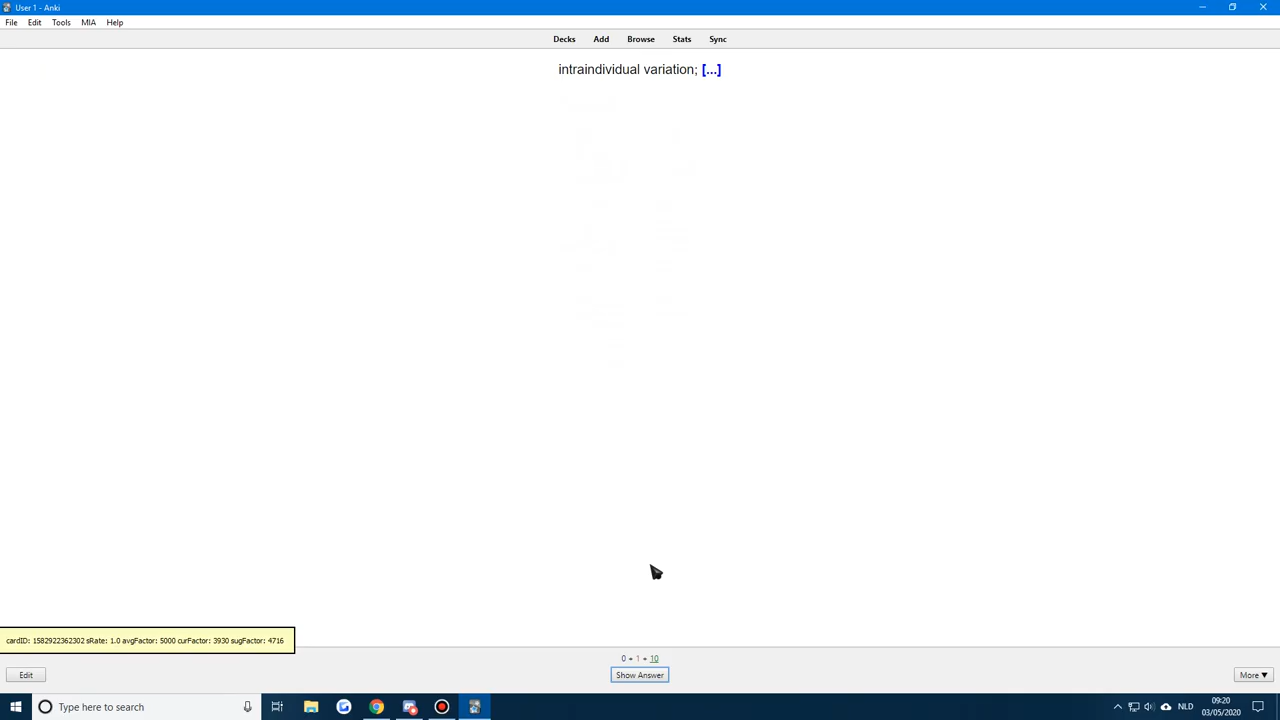 User 1 - Anki
File Edit Tools MIA Help
Decks Add Browse Stats Sync
intraindividual variation; [...]
cardID: 1582922362302 sRate: 1.0 avgFactor: 5000 curFactor: 3930 sugFactor: 4716
0 + 1 + 10
Edit
Show Answer
More ▼
Type here to search
NLD
09:20
03/05/2020